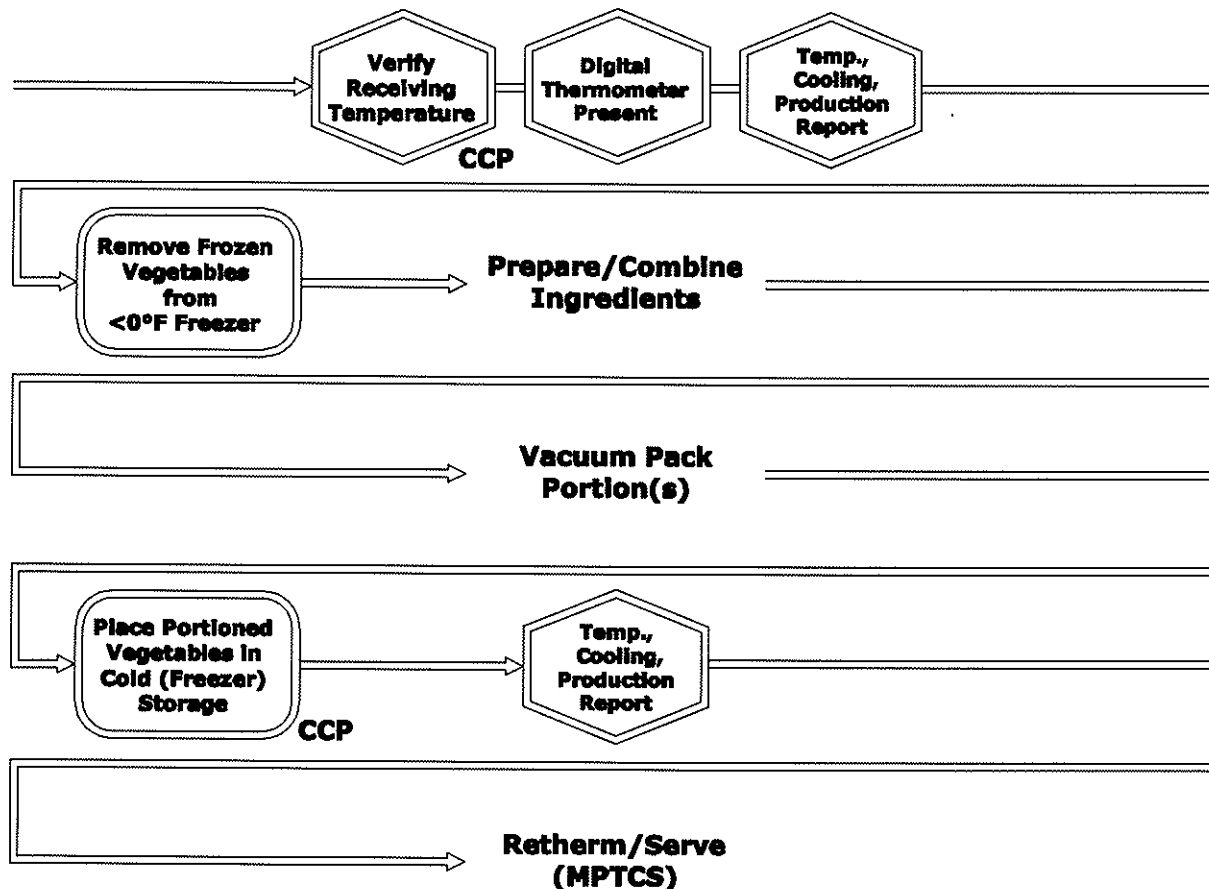 Verify
Receiving
Temperature
CCP
Digital
Thermometer
Present
Temp.,
Cooling,
Production
Report
Remove Frozen
Vegetables
from
<0°F Freezer
Prepare/Combine
Ingredients
Vacuum Pack
Portion(s)
Place Portioned
Vegetables in
Cold (Freezer)
Storage
CCP
Temp.,
Cooling,
Production
Report
Retherm/Serve
(MPTCS)